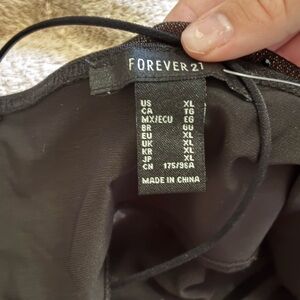 FOREVER 21
US XL
CA TG
MX/ECU EG
BR GG
EU XL
UK XL
KR XL
JP XL
CN 175/96A
MADE IN CHINA